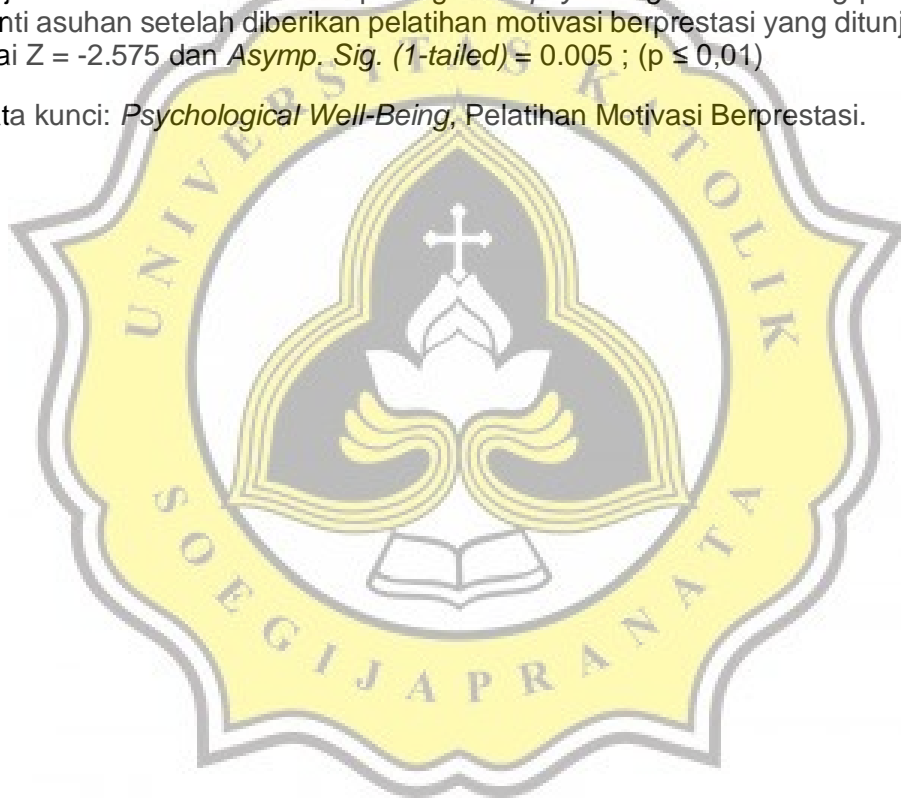 anti asuhan setelah diberikan pelatihan motivasi berprestasi yang ditunj
ai Z = -2.575 dan Asymp. Sig. (1-tailed) = 0.005 ; (p ≤ 0,01)
ta kunci: Psychological Well-Being, Pelatihan Motivasi Berprestasi.
UNIVERSITAS KATOLIK
SOEGIJAPRANATA